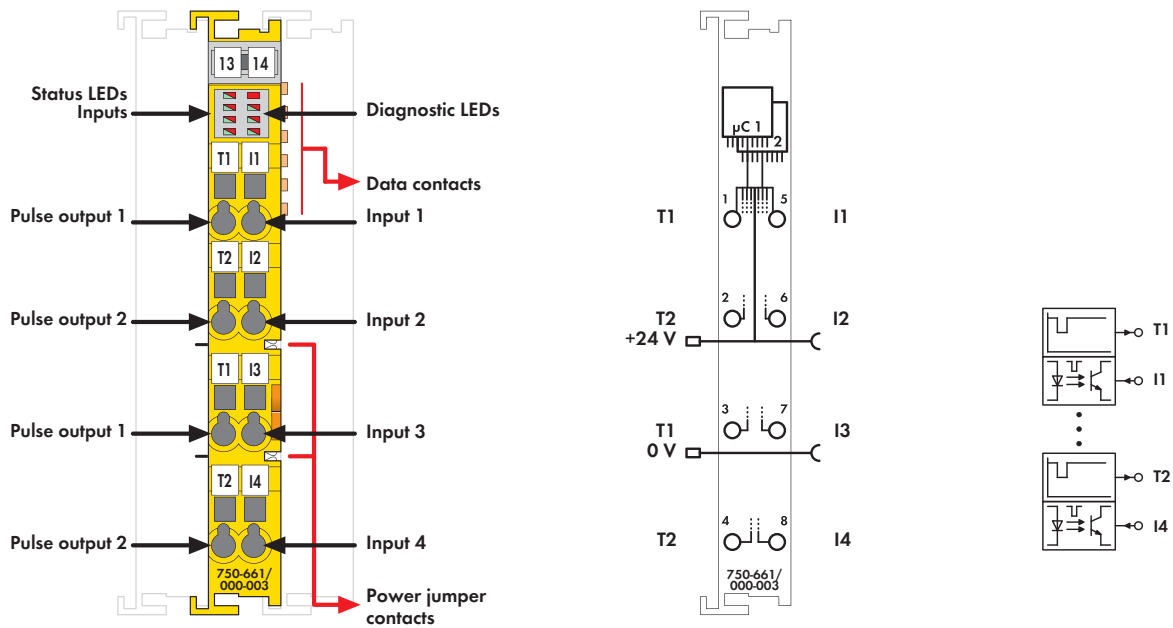 13 14
Status LEDs
Inputs
Diagnostic LEDs
T1 I1
Data contacts
Pulse output 1
Input 1
T2 I2
Pulse output 2
Input 2
T1 I3
Pulse output 1
Input 3
T2 I4
Pulse output 2
Input 4
750-661/
000-003
Power jumper
contacts
µC 1
2
T1 1 5 I1
T2 2 6 I2
+24 V
T1 3 7 I3
0 V
T2 4 8 I4
750-661/
000-003
T1
I1
T2
I4